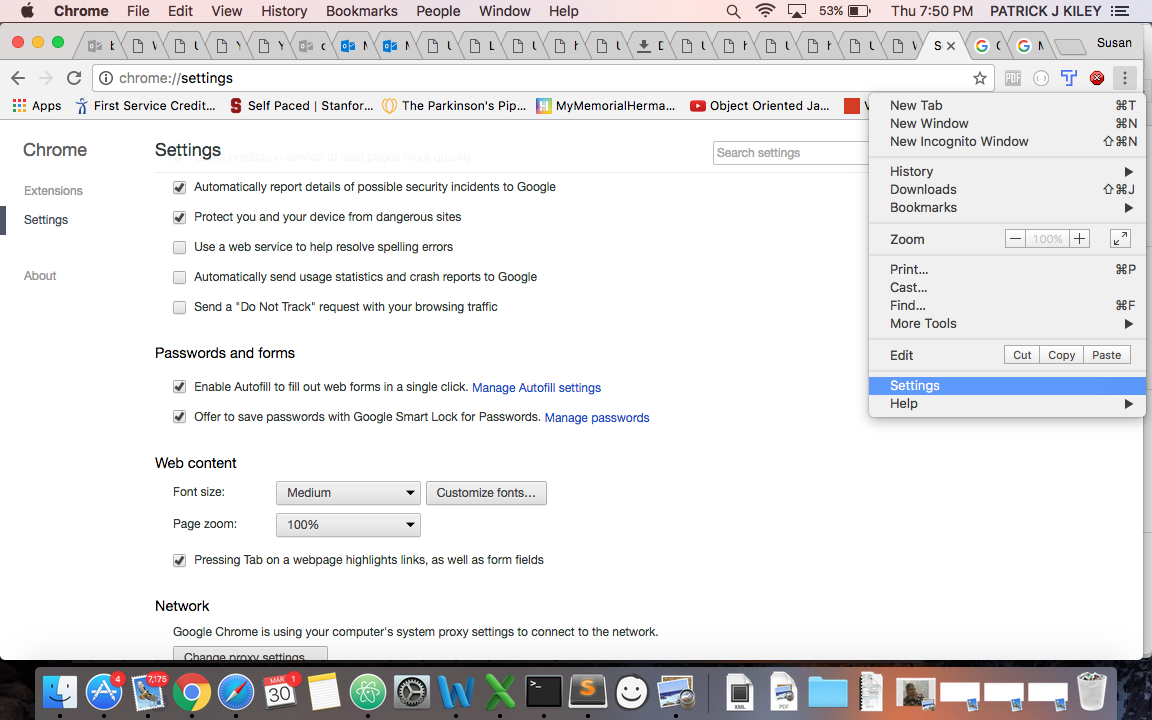 Chrome File Edit View History Bookmarks People Window Help 53% Thu 7:50 PM PATRICK J KILEY
Susan
chrome://settings
PDF
Apps First Service Credit... Self Paced | Stanfor... The Parkinson's Pip... MyMemorialHerma... Object Oriented Ja...
Chrome
Extensions
Settings
About
Settings
prediction service to load pages more quickly
Search settings
Automatically report details of possible security incidents to Google
Protect you and your device from dangerous sites
Use a web service to help resolve spelling errors
Automatically send usage statistics and crash reports to Google
Send a "Do Not Track" request with your browsing traffic
Passwords and forms
Enable Autofill to fill out web forms in a single click. Manage Autofill settings
Offer to save passwords with Google Smart Lock for Passwords. Manage passwords
Web content
Font size: Medium Customize fonts...
Page zoom: 100%
Pressing Tab on a webpage highlights links, as well as form fields
Network
Google Chrome is using your computer's system proxy settings to connect to the network.
Change proxy settings...
New Tab ⌘T
New Window ⌘N
New Incognito Window ⇧⌘N
History
Downloads ⇧⌘J
Bookmarks
Zoom 100%
Print... ⌘P
Cast...
Find... ⌘F
More Tools
Edit Cut Copy Paste
Settings
Help
4 7,175 MAR 30 1 XML PDF